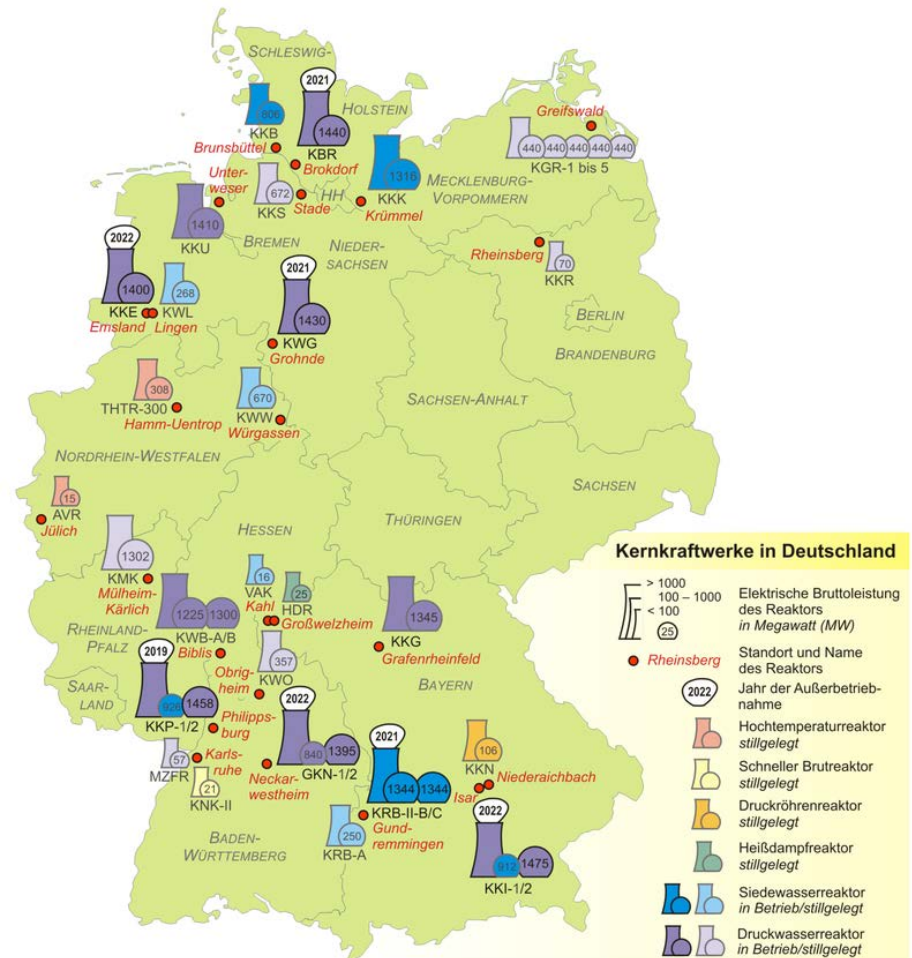 SCHLESWIG-
HOLSTEIN
2021
806
KKB
Brunsbüttel
1440
KBR
Brokdorf
Greifswald
440 440 440 440 440
KGR-1 bis 5
1316
KKK
Krümmel
MECKLENBURG-
VORPOMMERN
Unter-
weser
672
KKS
Stade
HH
1410
KKU
BREMEN
NIEDER-
SACHSEN
Rheinsberg
70
KKR
2022
1400
KKE
Emsland
268
KWL
Lingen
2021
1430
KWG
Grohnde
BERLIN
BRANDENBURG
308
THTR-300
Hamm-Uentrop
670
KWW
Würgassen
SACHSEN-ANHALT
NORDRHEIN-WESTFALEN
SACHSEN
15
AVR
Jülich
HESSEN
THÜRINGEN
1302
KMK
Mülheim-
Kärlich
16
VAK
Kahl
25
HDR
Großwelzheim
1225 1300
KWB-A/B
Biblis
1345
KKG
Grafenrheinfeld
RHEINLAND-
PFALZ
357
KWO
Obrig-
heim
BAYERN
SAAR-
LAND
2019
926 1458
KKP-1/2
Philipps-
burg
2022
840 1395
GKN-1/2
Neckar-
westheim
57
MZFR
Karls-
ruhe
21
KNK-II
2021
1344 1344
KRB-II-B/C
Gund-
remmingen
250
KRB-A
106
KKN
Niederaichbach
Isar
2022
912 1475
KKI-1/2
BADEN-
WÜRTTEMBERG
Kernkraftwerke in Deutschland
> 1000
100 – 1000
< 100
25
Elektrische Bruttoleistung
des Reaktors
in Megawatt (MW)
Rheinsberg
Standort und Name
des Reaktors
2022
Jahr der Außerbetrieb-
nahme
Hochtemperaturreaktor
stillgelegt
Schneller Brutreaktor
stillgelegt
Druckröhrenreaktor
stillgelegt
Heißdampfreaktor
stillgelegt
Siedewasserreaktor
in Betrieb/stillgelegt
Druckwasserreaktor
in Betrieb/stillgelegt